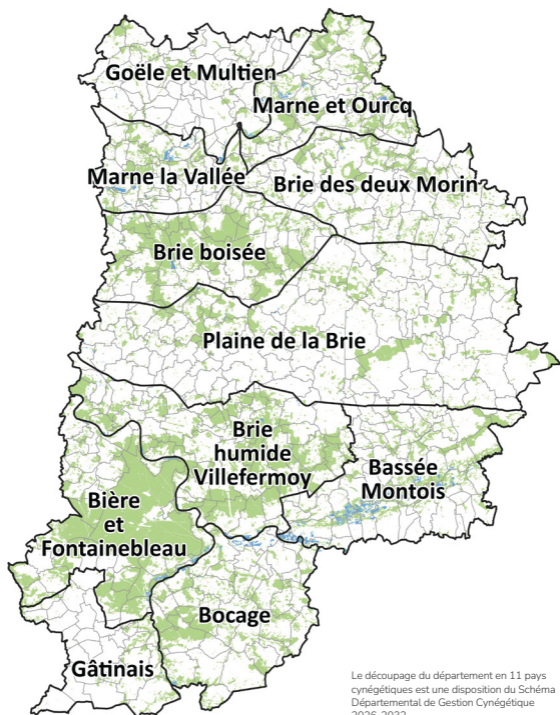 Goële et Multien
Marne et Ourcq
Marne la Vallée
Brie des deux Morin
Brie boisée
Plaine de la Brie
Brie
humide
Villefermoy
Bassée
Montois
Bière
et
Fontainebleau
Bocage
Gâtinais
Le découpage du département en 11 pays
cynégétiques est une disposition du Schéma
Départemental de Gestion Cynégétique
2026-2032